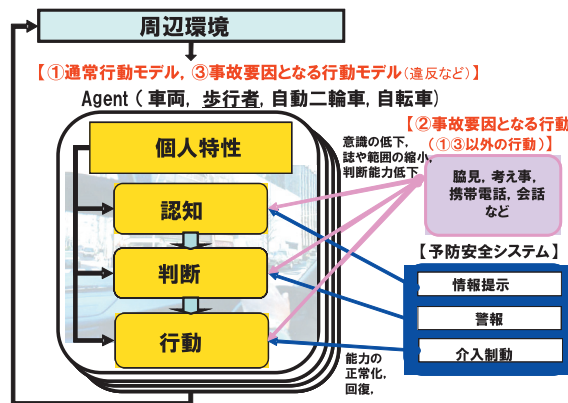 周辺環境
【①通常行動モデル, ③事故要因となる行動モデル(違反など)】
Agent ( 車両, 歩行者, 自動二輪車, 自転車)
【②事故要因となる行動
(①③以外の行動)】
意識の低下,
誌や範囲の縮小,
判断能力低下
個人特性
脇見, 考え事,
携帯電話, 会話
など
認知
【予防安全システム】
情報提示
判断
警報
行動
介入制動
能力の
正常化,
回復,